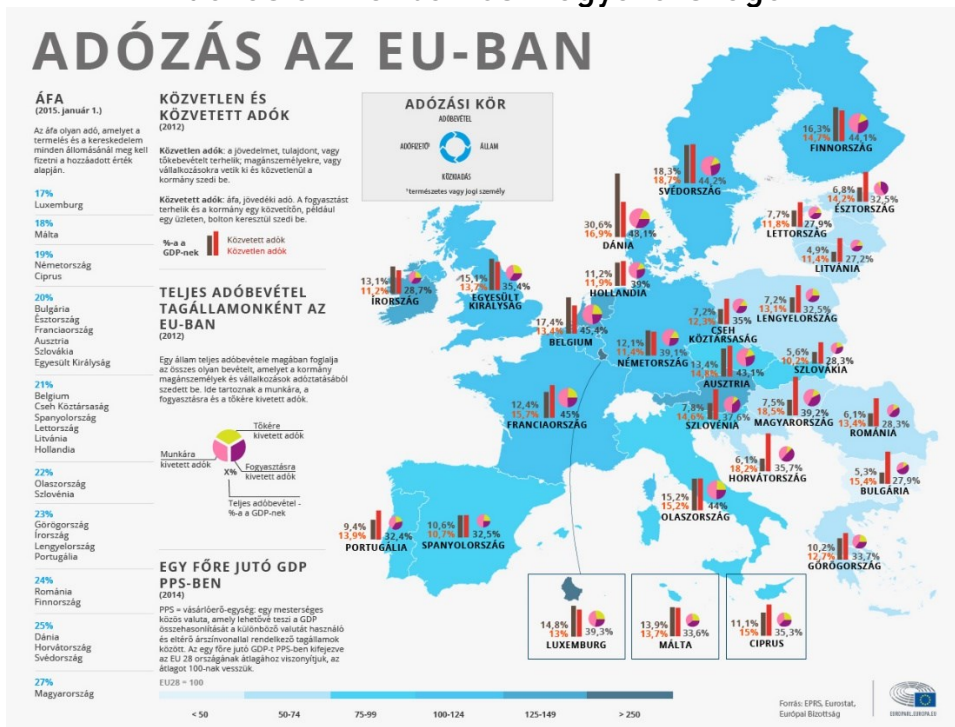 ADÓZÁS AZ EU-BAN
ÁFA
(2015. január 1.)
Az áfa olyan adó, amelyet a
termelés és a kereskedelem
minden állomásánál meg kell
fizetni a hozzáadott érték
alapján.
17%
Luxemburg
18%
Málta
19%
Németország
Ciprus
20%
Bulgária
Észtország
Franciaország
Ausztria
Szlovákia
Egyesült Királyság
21%
Belgium
Cseh Köztársaság
Spanyolország
Lettország
Litvánia
Hollandia
22%
Olaszország
Szlovénia
23%
Görögország
Írország
Lengyelország
Portugália
24%
Románia
Finnország
25%
Dánia
Horvátország
Svédország
27%
Magyarország
KÖZVETLEN ÉS
KÖZVETETT ADÓK
(2012)
Közvetlen adók: a jövedelmet, tulajdont, vagy
tőkebevételt terhelik; magánszemélyekre, vagy
vállalkozásokra vetik ki és közvetlenül a
kormány szedi be.
Közvetett adók: áfa, jövedéki adó. A fogyasztást
terhelik és a kormány egy közvetítőn, például
egy üzleten, bolton keresztül szedi be.
%-a a
GDP-nek
Közvetett adók
Közvetlen adók
TELJES ADÓBEVÉTEL
TAGÁLLAMONKÉNT AZ
EU-BAN
(2012)
Egy állam teljes adóbevétele magában foglalja
az összes olyan bevételt, amelyet a kormány
magánszemélyek és vállalkozások adóztatásából
szedett be. Ide tartoznak a munkára, a
fogyasztásra és a tőkére kivetett adók.
Tőkére
kivetett adók
Munkára
kivetett adók
Fogyasztásra
kivetett adók
X%
Teljes adóbevétel -
%-a a GDP-nek
EGY FŐRE JUTÓ GDP
PPS-BEN
(2014)
PPS = vásárlóerő-egység: egy mesterséges
közös valuta, amely lehetővé teszi a GDP
összehasonlítását a különböző valutát használó
és eltérő árszínvonallal rendelkező tagállamok
között. Az egy főre jutó GDP-t PPS-ben kifejezve
az EU 28 országának átlagához viszonyítjuk, az
átlagot 100-nak vesszük.
EU28 = 100
< 50 50-74 75-99 100-124 125-149 > 250
ADÓZÁSI KÖR
ADÓBEVÉTEL
ADÓFIZETŐ*
ÁLLAM
KÖZKIADÁS
*természetes vagy jogi személy
16,3%
14,7% 44,1%
FINNORSZÁG
18,3%
18,7% 44,2%
SVÉDORSZÁG
6,8%
14,2% 32,5%
ÉSZTORSZÁG
7,7%
11,8% 27,9%
LETTORSZÁG
4,9%
11,4% 27,2%
LITVÁNIA
30,6%
16,9% 48,1%
DÁNIA
13,1%
11,2% 28,7%
ÍRORSZÁG
15,1%
13,7% 35,4%
EGYESÜLT
KIRÁLYSÁG
11,2%
11,9% 39%
HOLLANDIA
17,4%
13,4% 45,4%
BELGIUM
12,1%
11,4% 39,1%
NÉMETORSZÁG
7,2%
12,3% 35%
CSEH
KÖZTÁRSASÁG
7,2%
13,1% 32,5%
LENGYELORSZÁG
5,6%
10,2% 28,3%
SZLOVÁKIA
13,4%
14,8% 43,1%
AUSZTRIA
12,4%
15,7% 45%
FRANCIAORSZÁG
7,8%
14,6% 37,6%
SZLOVÉNIA
7,5%
18,5% 39,2%
MAGYARORSZÁG
6,1%
13,4% 28,3%
ROMÁNIA
6,1%
18,2% 35,7%
HORVÁTORSZÁG
5,3%
15,4% 27,9%
BULGÁRIA
15,2%
15,2% 44%
OLASZORSZÁG
9,4%
13,9% 32,4%
PORTUGÁLIA
10,6%
10,7% 32,5%
SPANYOLORSZÁG
10,2%
12,7% 33,7%
GÖRÖGORSZÁG
14,8%
13% 39,3%
LUXEMBURG
13,9%
13,7% 33,6%
MÁLTA
11,1%
15% 35,3%
CIPRUS
Forrás: EPRS, Eurostat,
Európai Bizottság
EUROPARL.EUROPA.EU